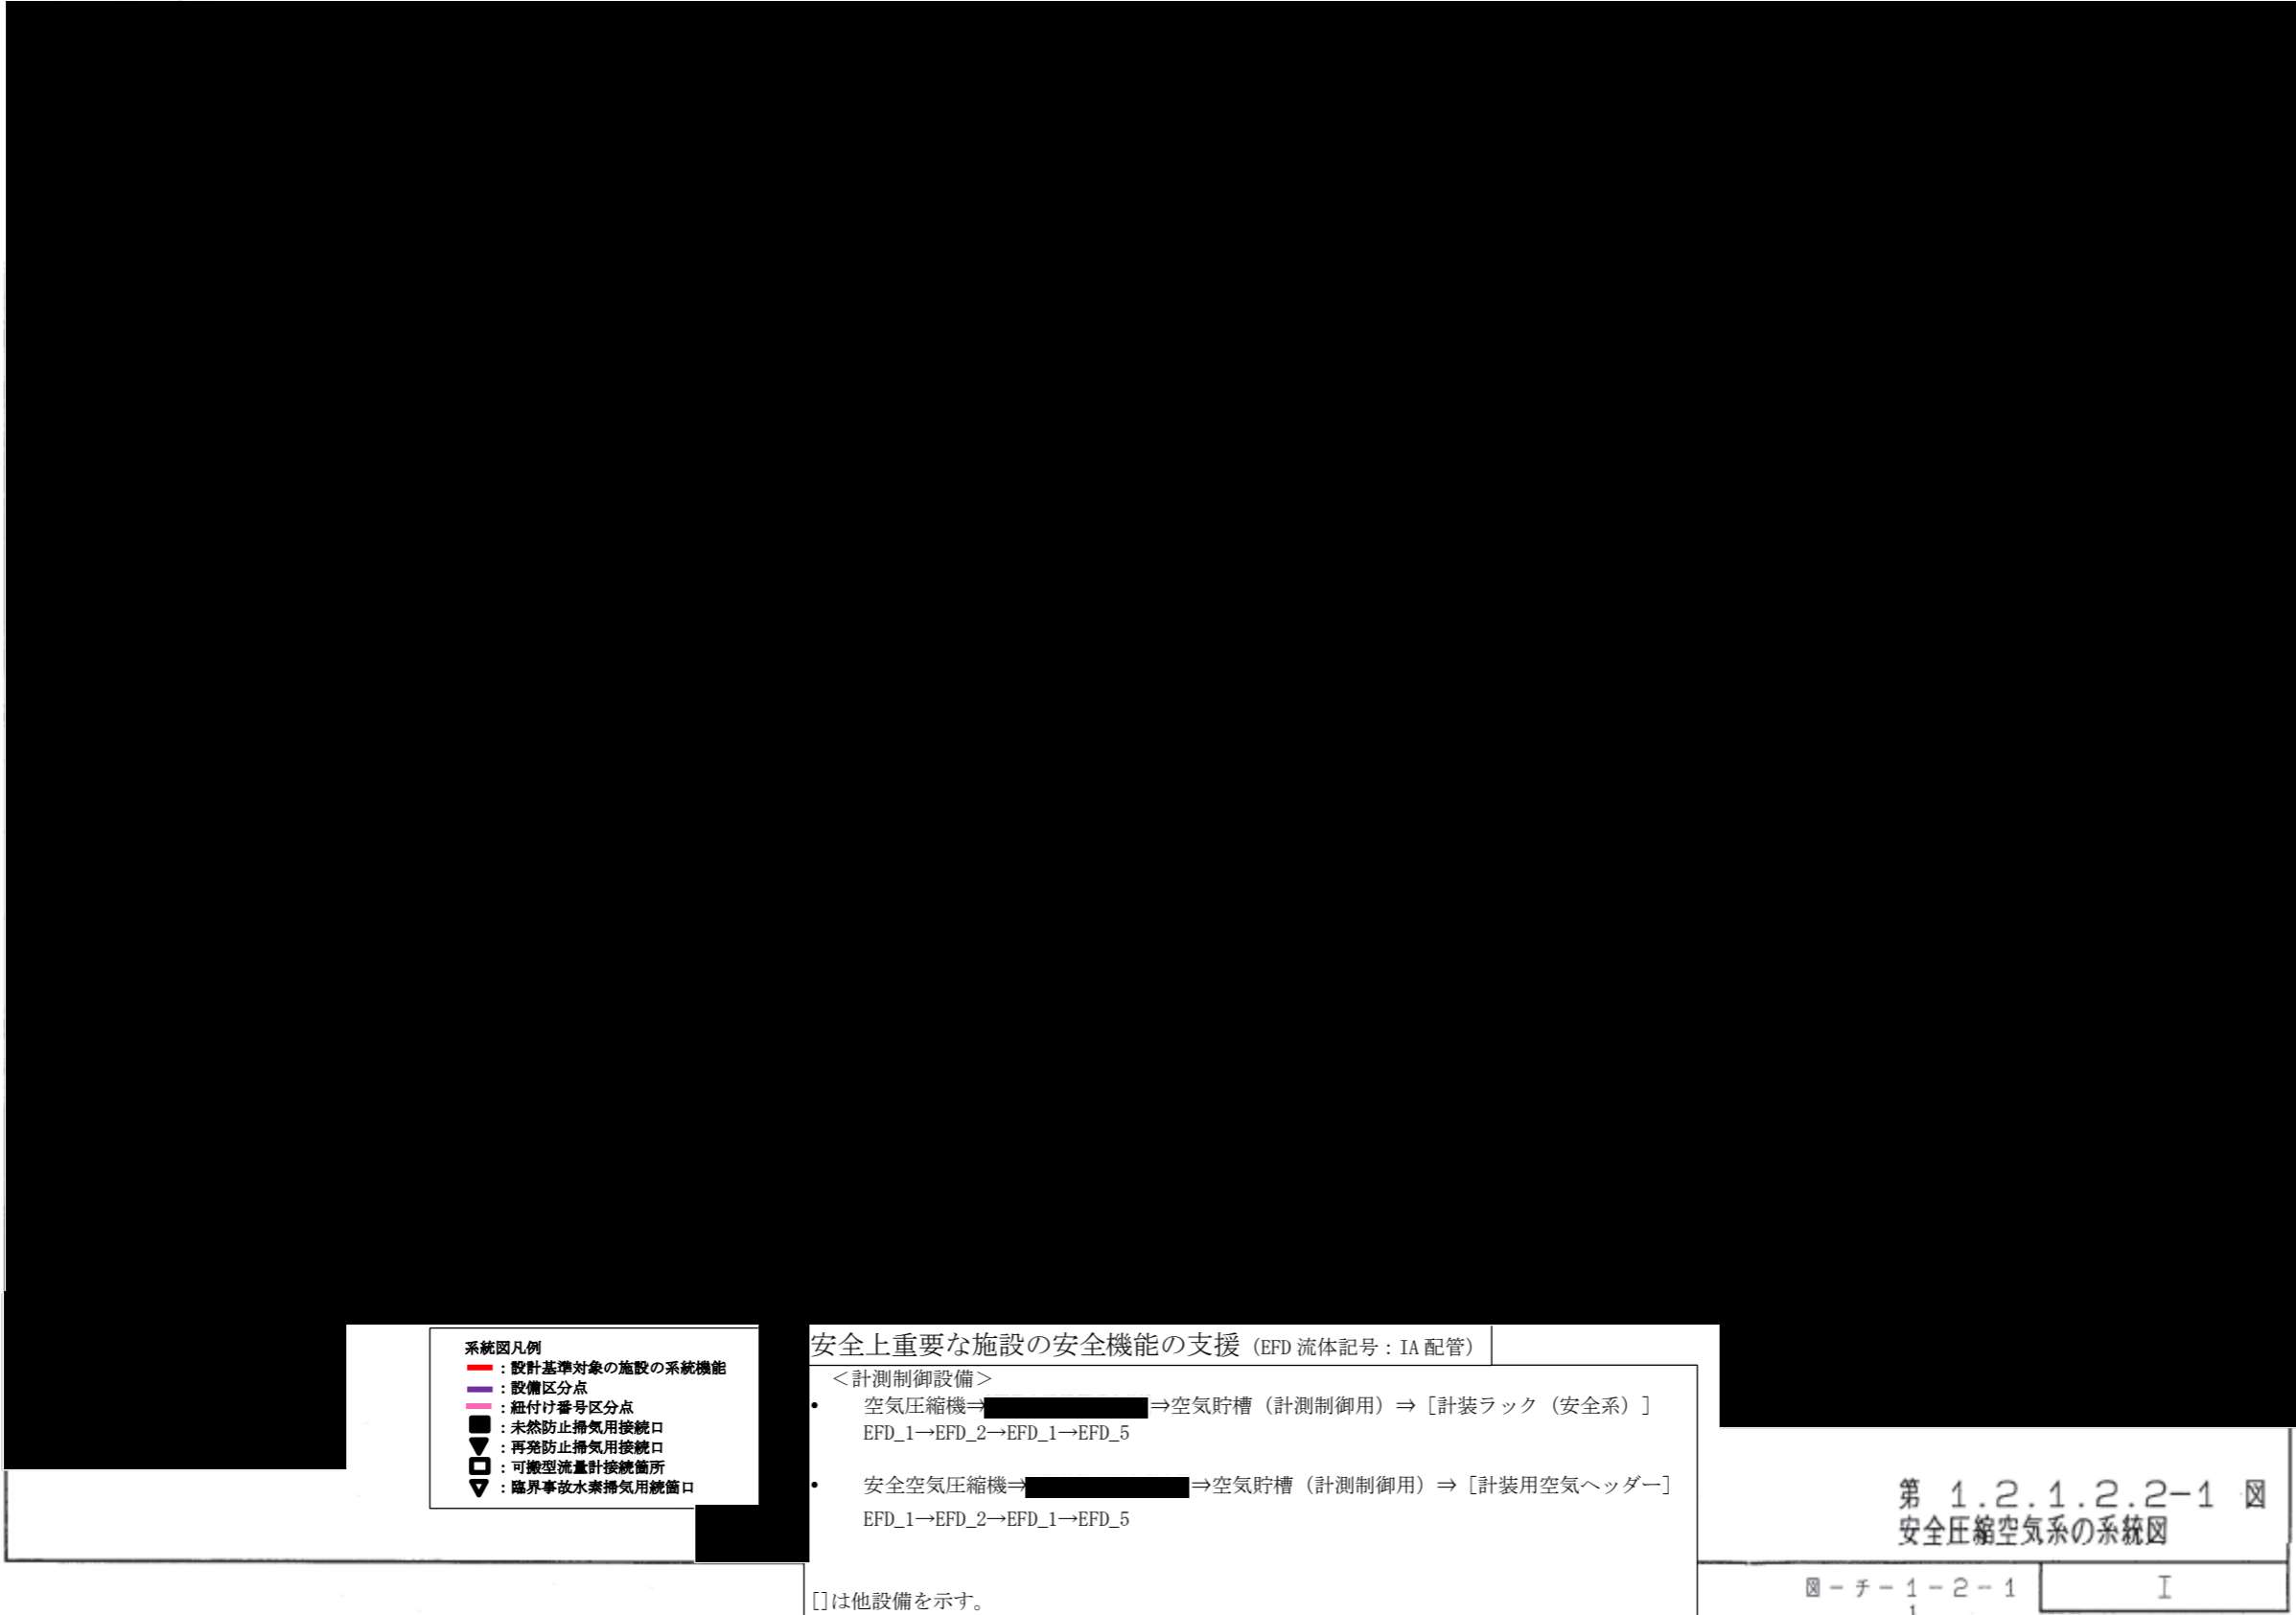 系統図凡例
:設計基準対象の施設の系統機能
:設備区分点
:紐付け番号区分点
:未然防止掃気用接続口
:再発防止掃気用接続口
:可搬型流量計接続箇所
:臨界事故水素掃気用続箇口
安全上重要な施設の安全機能の支援（EFD 流体記号：IA 配管）
＜計測制御設備＞
• 空気圧縮機⇒ ⇒空気貯槽（計測制御用）⇒［計装ラック（安全系）］
EFD_1→EFD_2→EFD_1→EFD_5
• 安全空気圧縮機⇒ ⇒空気貯槽（計測制御用）⇒［計装用空気ヘッダー］
EFD_1→EFD_2→EFD_1→EFD_5
[]は他設備を示す。
第 1.2.1.2.2-1 図
安全圧縮空気系の系統図
図-チ-1-2-1
1
I